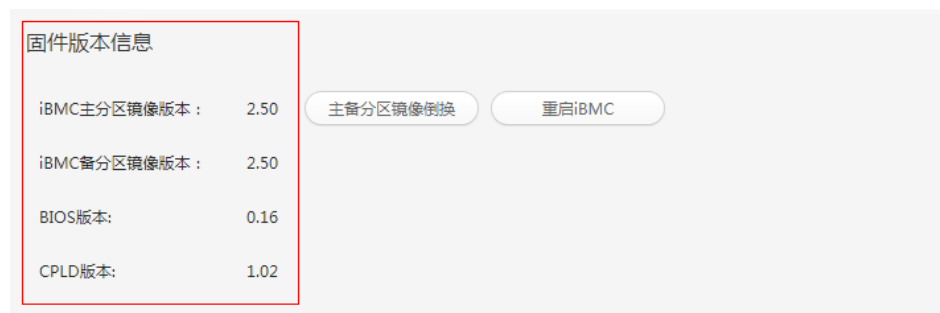 固件版本信息
iBMC主分区镜像版本： 2.50 主备分区镜像倒换 重启iBMC
iBMC备分区镜像版本： 2.50
BIOS版本: 0.16
CPLD版本: 1.02